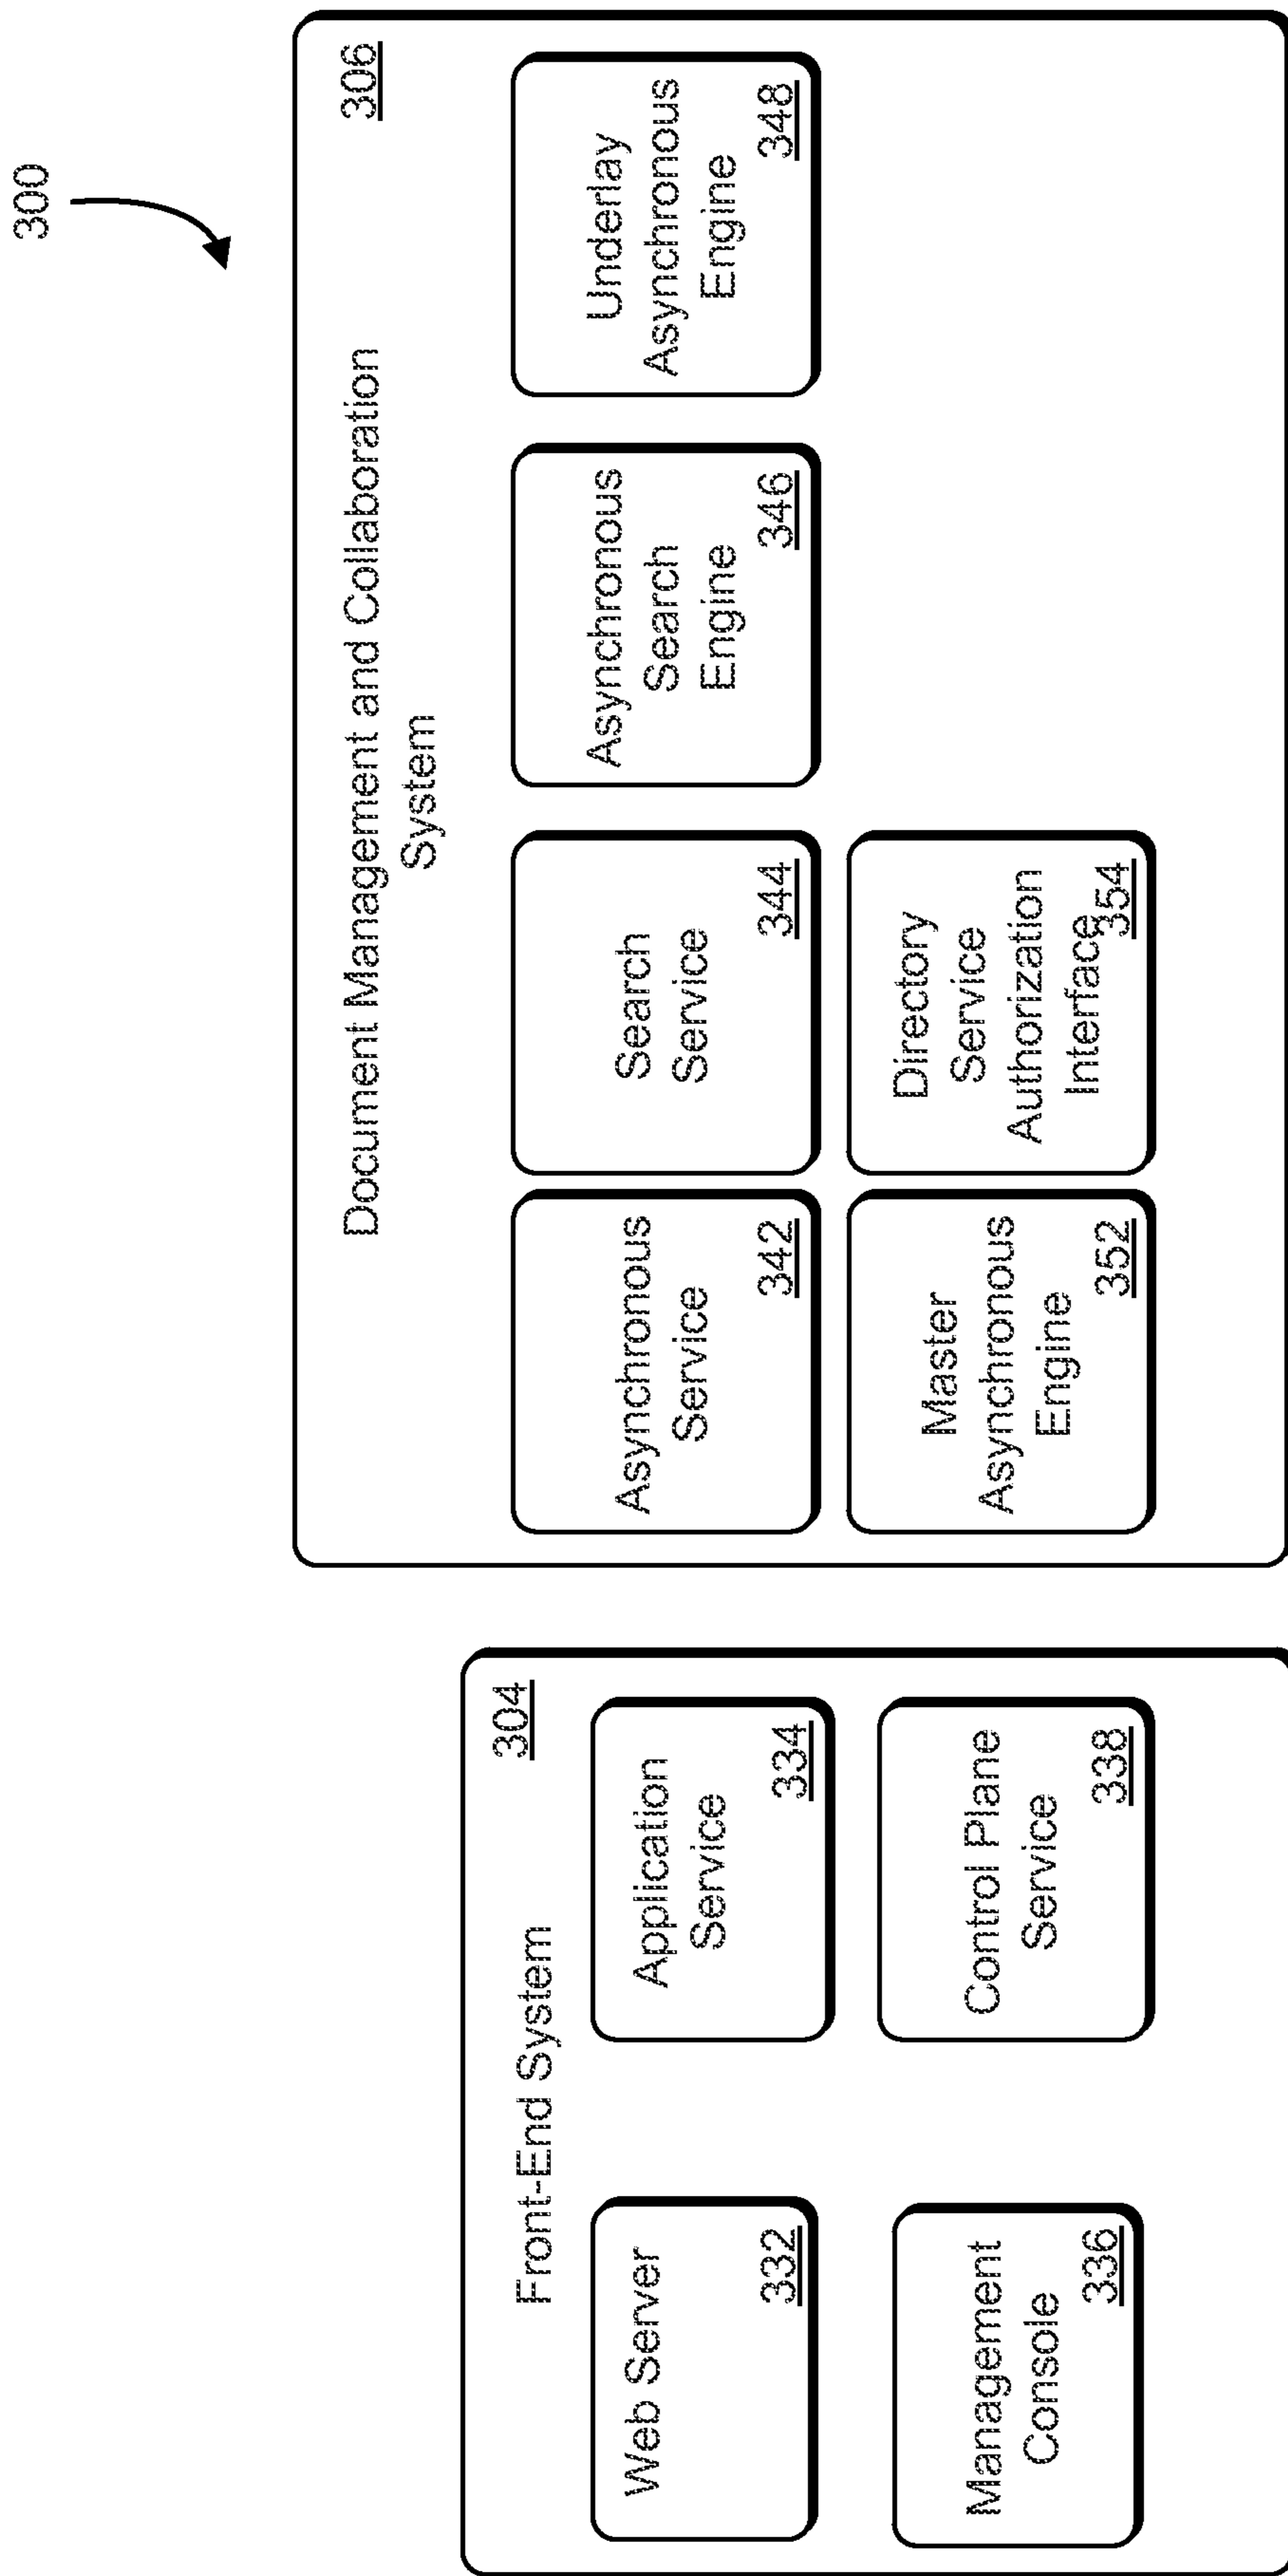 300
Front-End System
304
Web Server
332
Application
Service
334
Management
Console
336
Control Plane
Service
338
Document Management and Collaboration
System
306
Asynchronous
Service
342
Search
Service
344
Asynchronous
Search
Engine
346
Underlay
Asynchronous
Engine
348
Master
Asynchronous
Engine
352
Directory
Service
Authorization
Interface
354